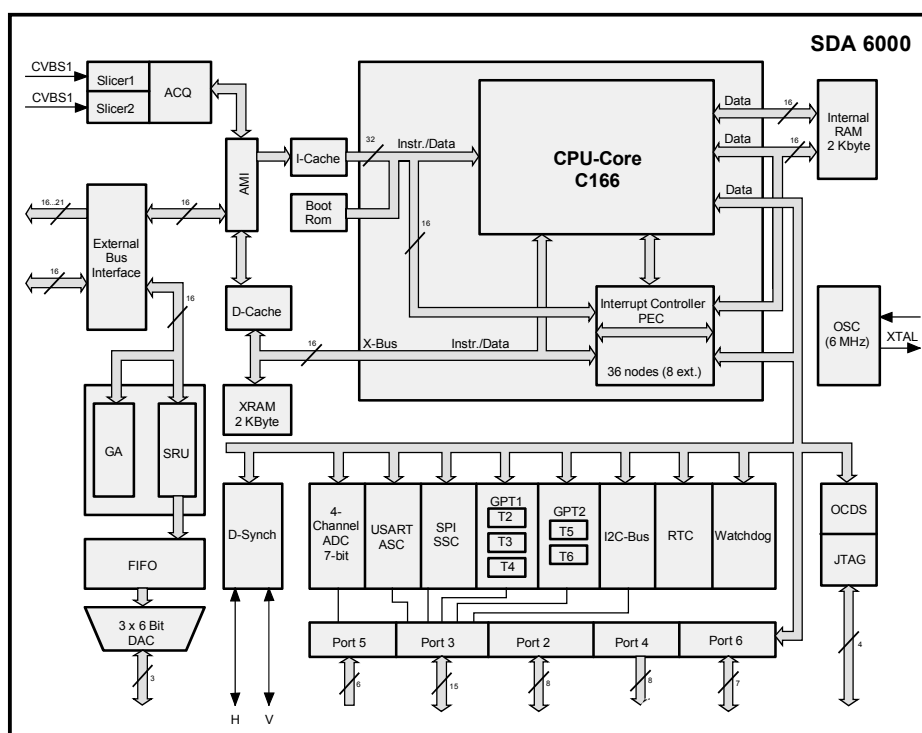 SDA 6000
CVBS1
CVBS1
Slicer1
Slicer2
ACQ
AMI
I-Cache
Boot
Rom
32
Instr./Data
16
CPU-Core
C166
Data
16
Data
16
Data
Internal
RAM
2 Kbyte
16...21
16
16
External
Bus
Interface
16
D-Cache
16
X-Bus
Instr./Data
Interrupt Controller
PEC
36 nodes (8 ext.)
OSC
(6 MHz)
XTAL
XRAM
2 KByte
GA
SRU
FIFO
3 x 6 Bit
DAC
3
D-Synch
H
V
4-
Channel
ADC
7-bit
USART
ASC
SPI
SSC
GPT1
T2
T3
T4
GPT2
T5
T6
I2C-Bus
RTC
Watchdog
OCDS
JTAG
4
Port 5
Port 3
Port 2
Port 4
Port 6
6
15
8
8
7